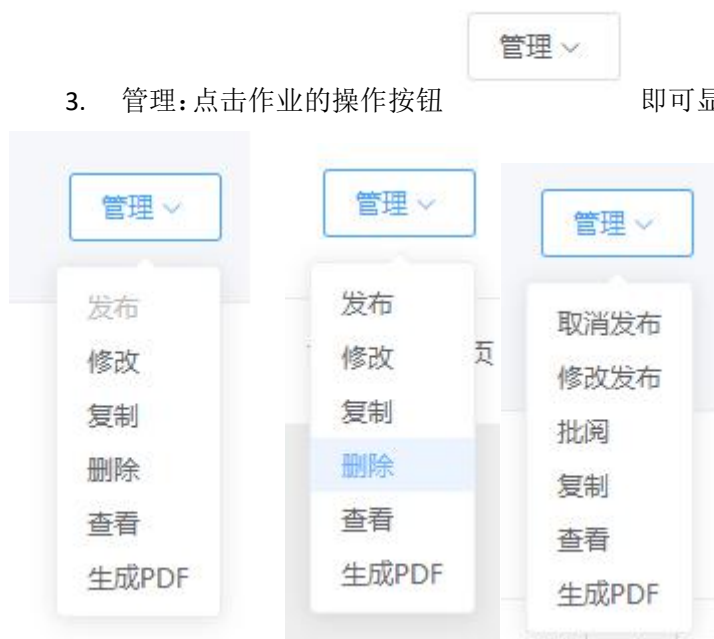 管理
3. 管理：点击作业的操作按钮 即可显
管理
发布
修改
复制
删除
查看
生成PDF
管理
发布
修改
页
复制
删除
查看
生成PDF
管理
取消发布
修改发布
批阅
复制
查看
生成PDF